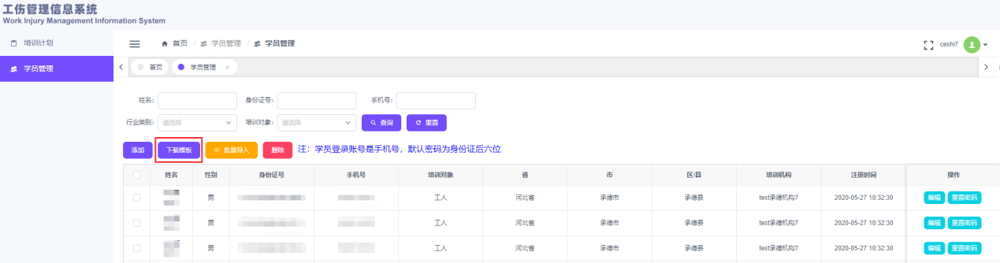 工伤管理信息系统
Work Injury Management Information System
培训计划
首页 / 学员管理 / 学员管理
ceshi7
学员管理
首页 学员管理 ×
姓名: 身份证号: 手机号:
行业类别: 请选择 培训对象: 请选择 查询 重置
添加 下载模板 批量导入 删除 注：学员登录账号是手机号，默认密码为身份证后六位
姓名 性别 身份证号 手机号 培训对象 省 市 区/县 培训机构 注册时间 操作
男 工人 河北省 承德市 承德县 test承德机构7 2020-05-27 10:32:30 编辑 重置密码
男 工人 河北省 承德市 承德县 test承德机构7 2020-05-27 10:32:30 编辑 重置密码
男 工人 河北省 承德市 承德县 test承德机构7 2020-05-27 10:32:30 编辑 重置密码